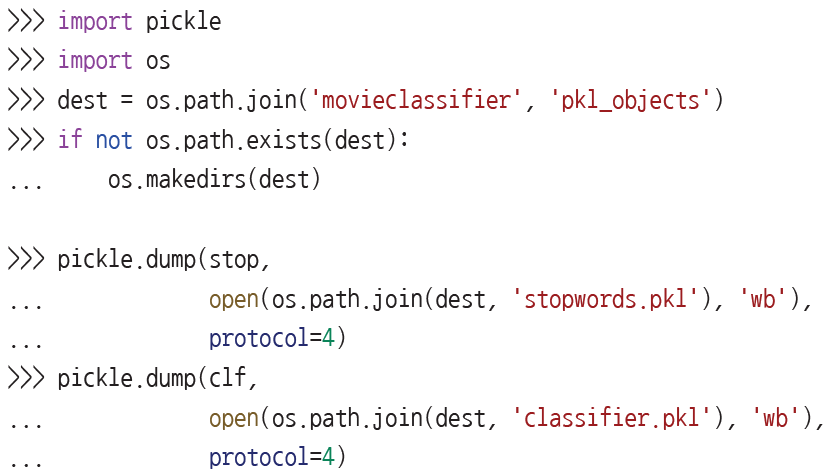 >>> import pickle
>>> import os
>>> dest = os.path.join('movieclassifier', 'pkl_objects')
>>> if not os.path.exists(dest):
...     os.makedirs(dest)

>>> pickle.dump(stop,
...             open(os.path.join(dest, 'stopwords.pkl'), 'wb'),
...             protocol=4)
>>> pickle.dump(clf,
...             open(os.path.join(dest, 'classifier.pkl'), 'wb'),
...             protocol=4)